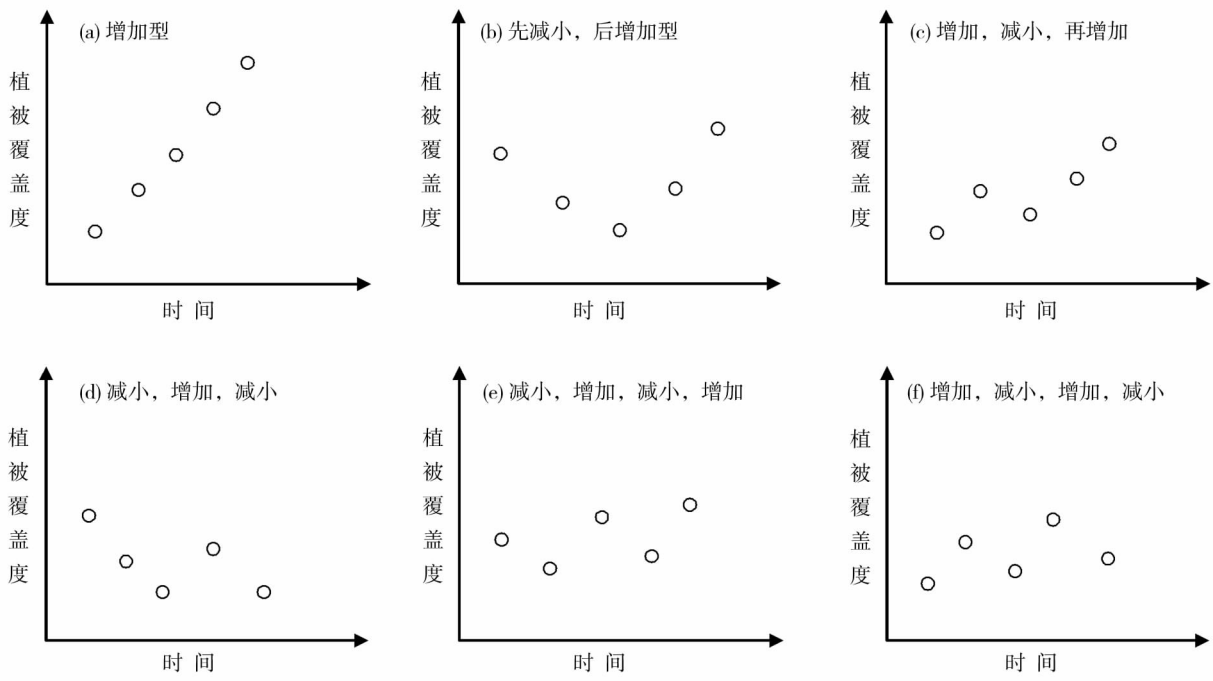 (a) 增加型
植被覆盖度
时 间
(b) 先减小，后增加型
植被覆盖度
时 间
(c) 增加，减小，再增加
植被覆盖度
时 间
(d) 减小，增加，减小
植被覆盖度
时 间
(e) 减小，增加，减小，增加
植被覆盖度
时 间
(f) 增加，减小，增加，减小
植被覆盖度
时 间